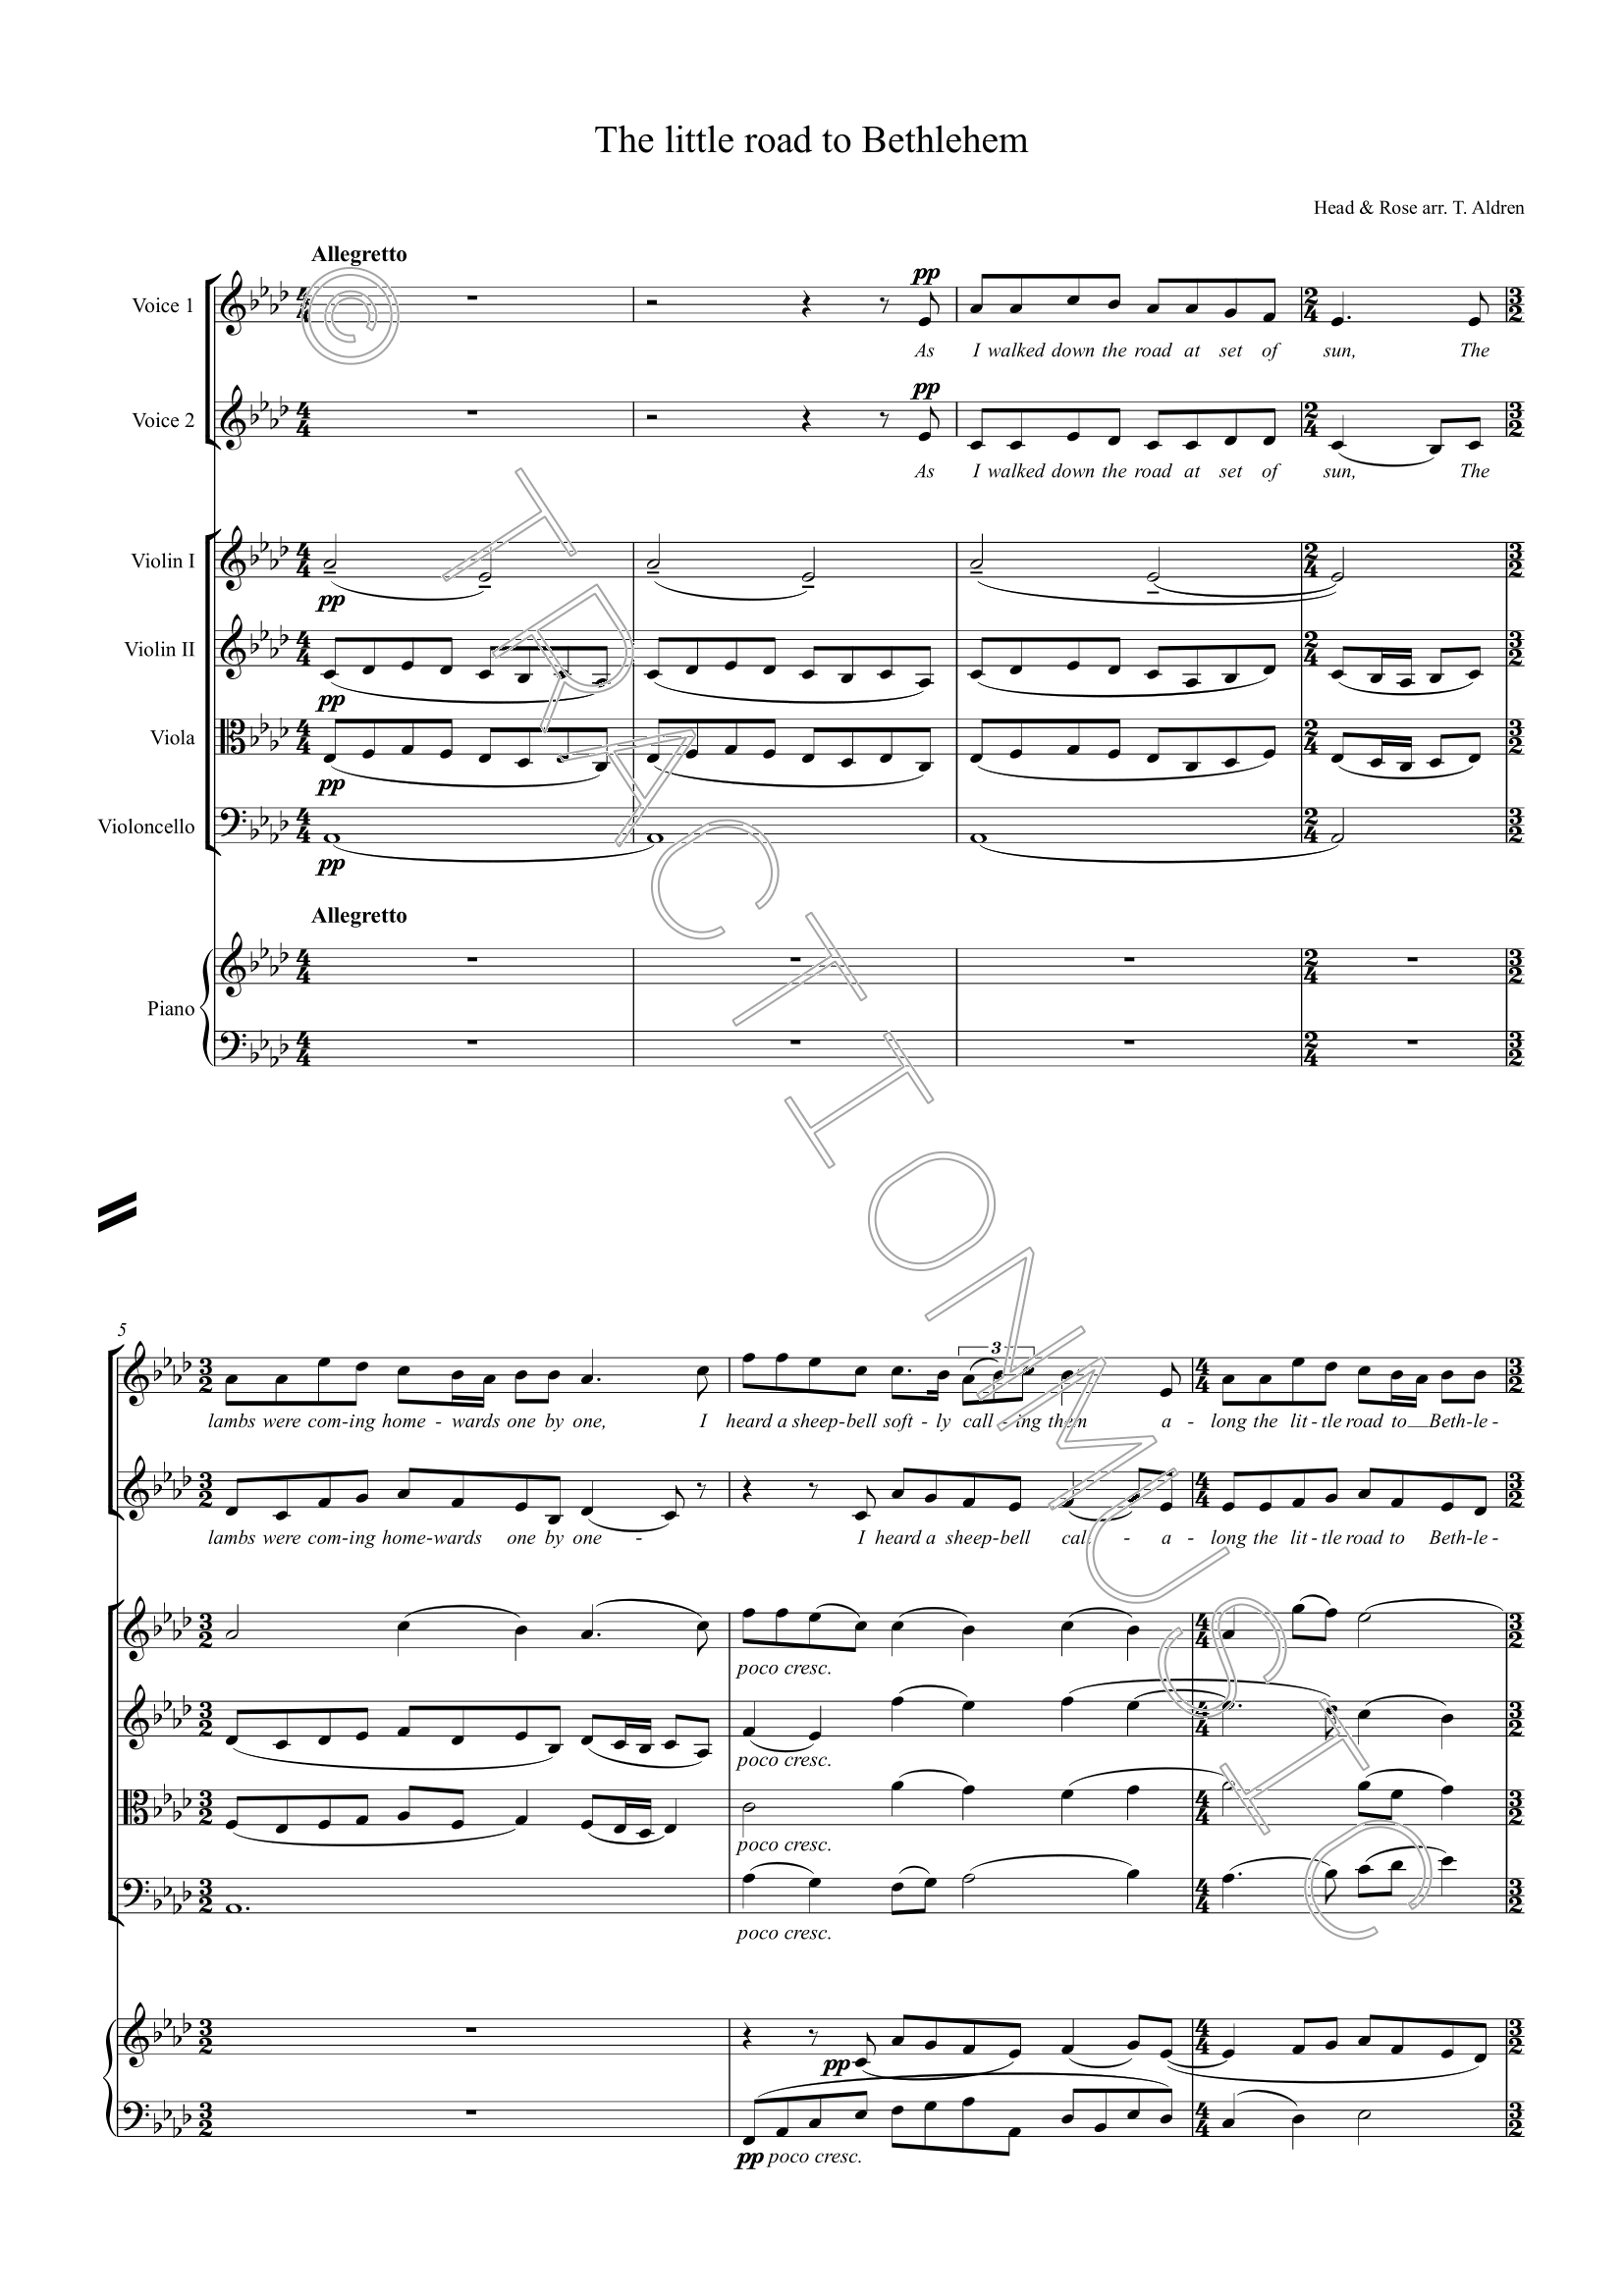 The little road to Bethlehem
Head & Rose arr. T. Aldren
Allegretto
Voice 1
pp
As I walked down the road at set of sun, The
Voice 2
pp
As I walked down the road at set of sun, The
Violin I
pp
Violin II
pp
Viola
pp
Violoncello
pp
Allegretto
Piano
5
3
lambs were com-ing home - wards one by one, I heard a sheep-bell soft - ly call - ing them a - long the lit - tle road to Beth-le -
lambs were com-ing home-wards one by one - I heard a sheep-bell call - a - long the lit - tle road to Beth-le -
poco cresc.
poco cresc.
poco cresc.
poco cresc.
pp
pp poco cresc.
© TRACTHOMMUSICH